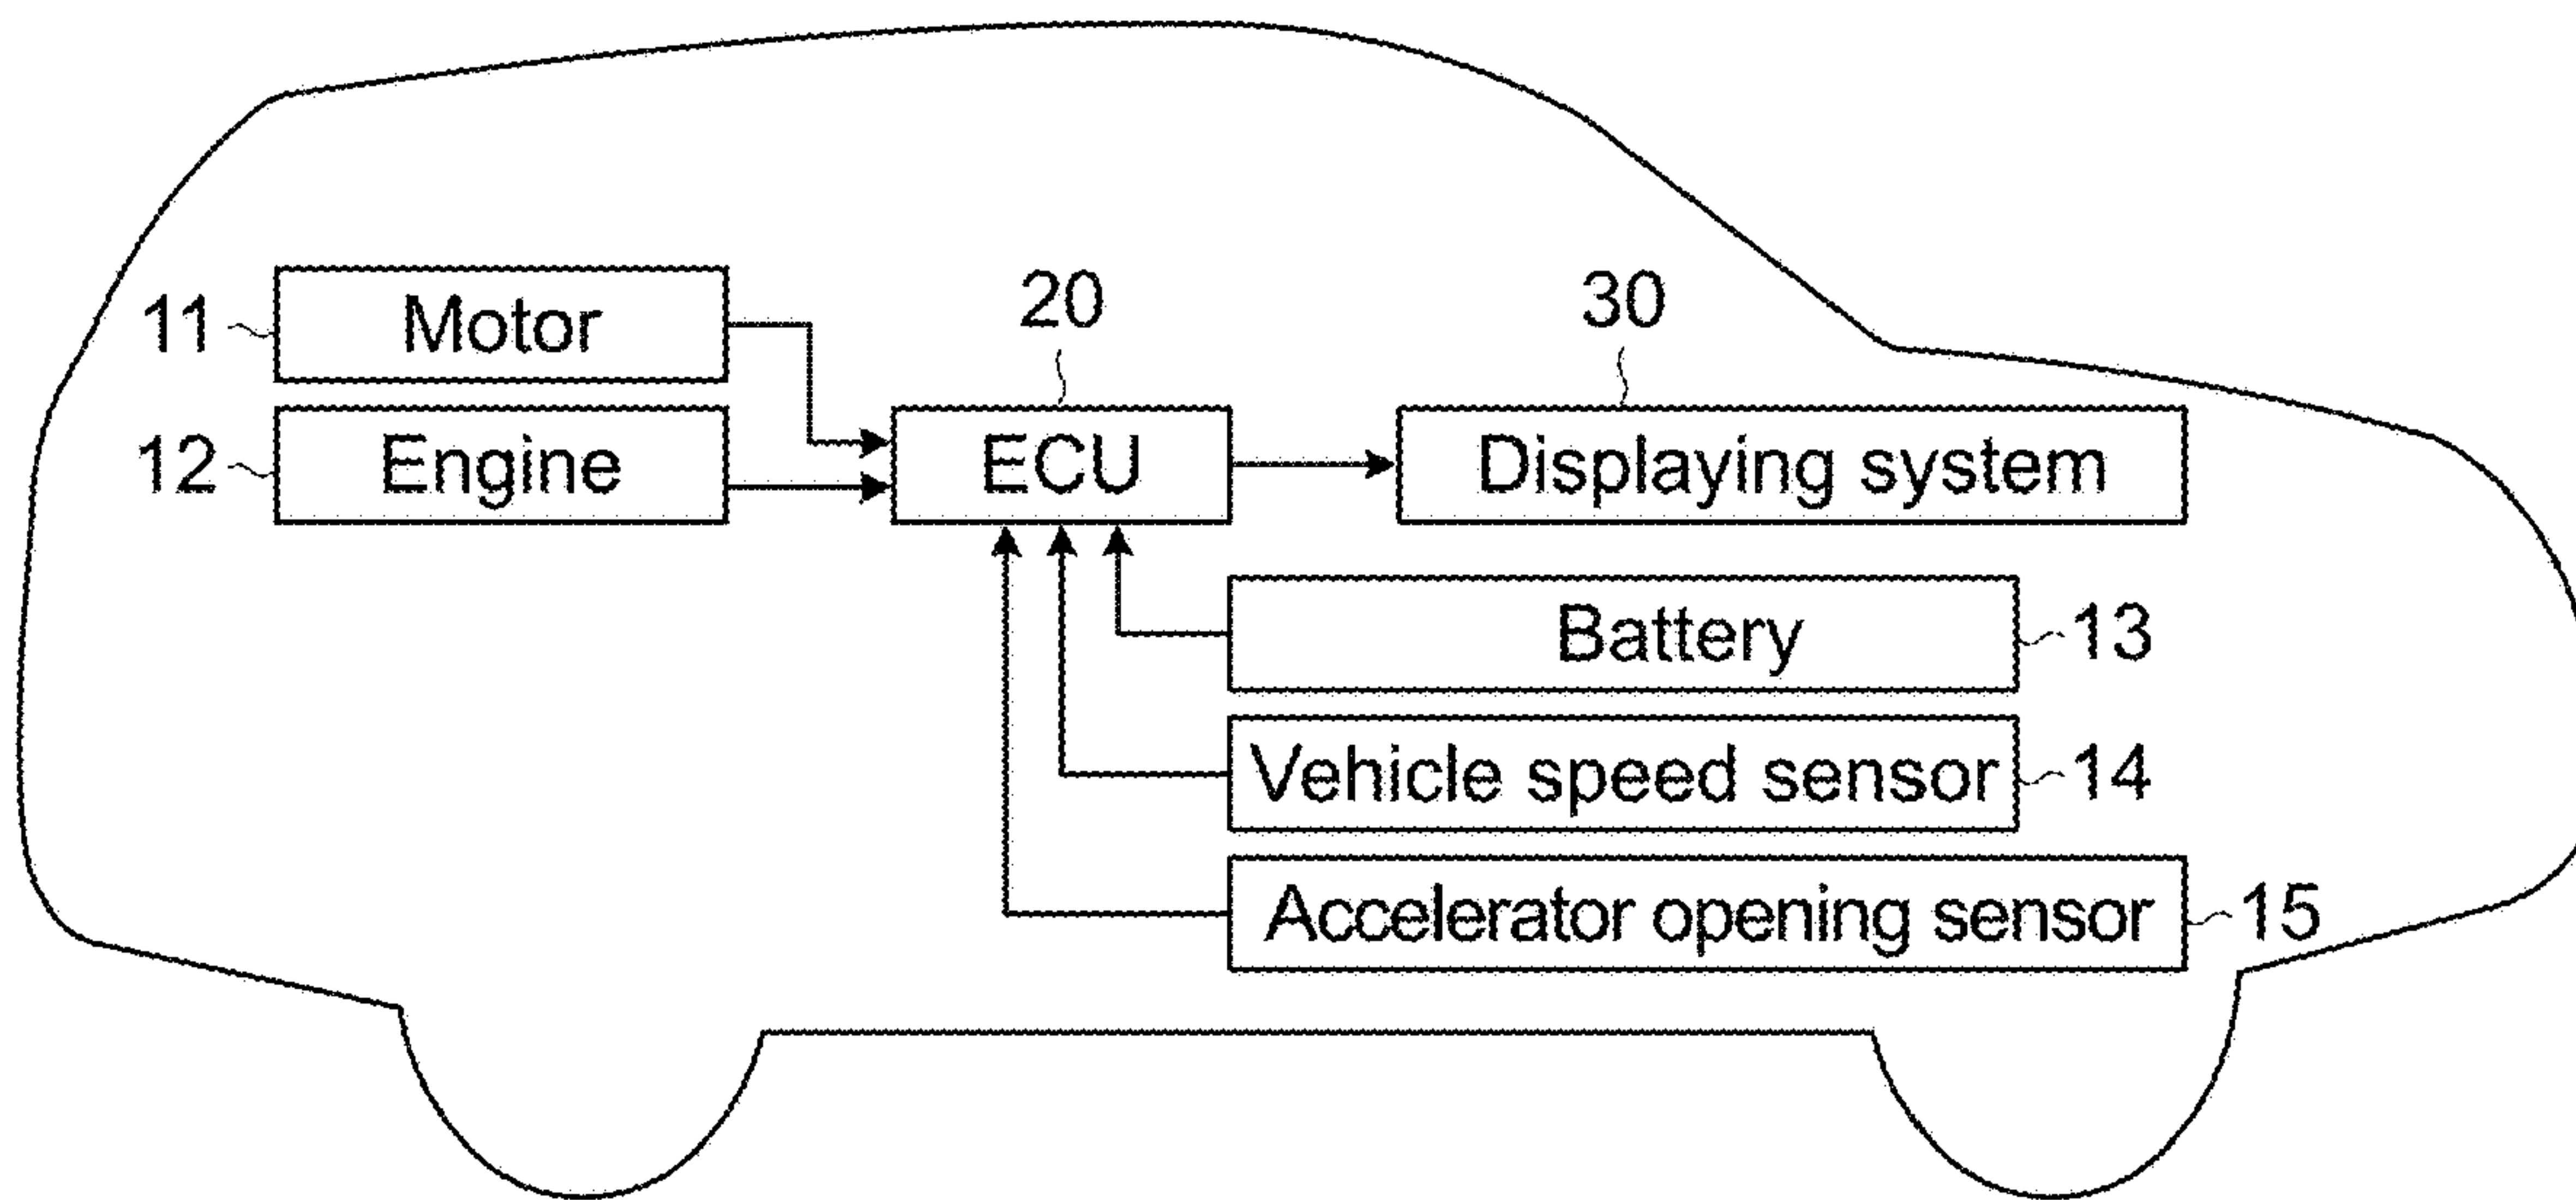 20
30
11
Motor
12
Engine
ECU
Displaying system
Battery
13
Vehicle speed sensor
14
Accelerator opening sensor
15